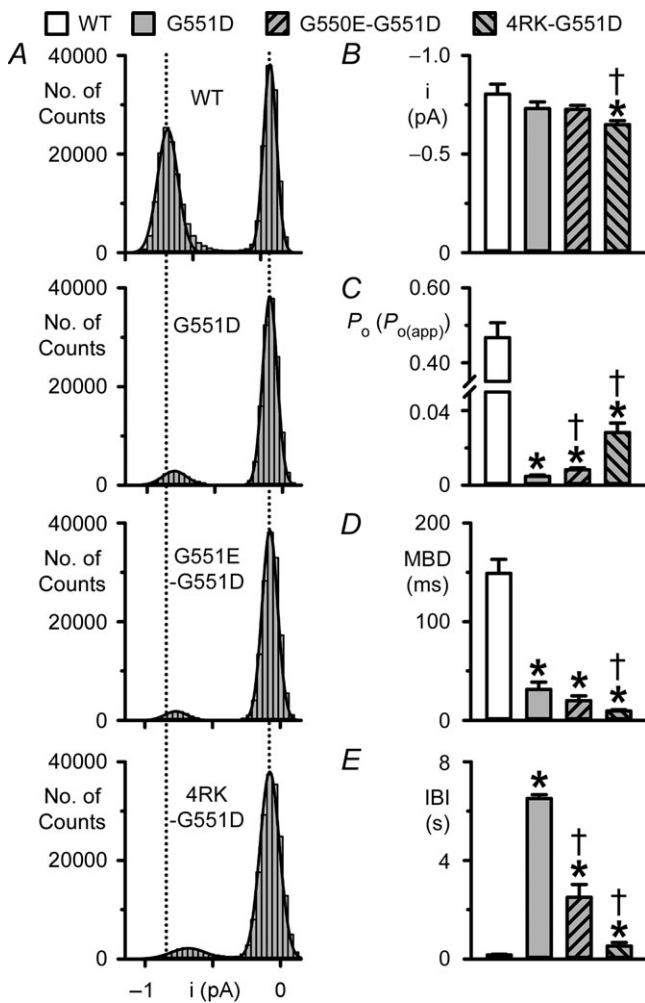 WT G551D G550E-G551D 4RK-G551D
A
40000
No. of
Counts
20000
0
WT
40000
No. of
Counts
20000
0
G551D
40000
No. of
Counts
20000
0
G551E
-G551D
40000
No. of
Counts
20000
0
4RK
-G551D
−1 i (pA) 0
B
−1.0
i
(pA)
−0.5
0
†
*
C
0.60
Po (Po(app))
0.40
0.04
0
* † * † *
D
200
MBD
(ms)
100
0
* * † *
E
8
IBI
(s)
4
0
* † * † *